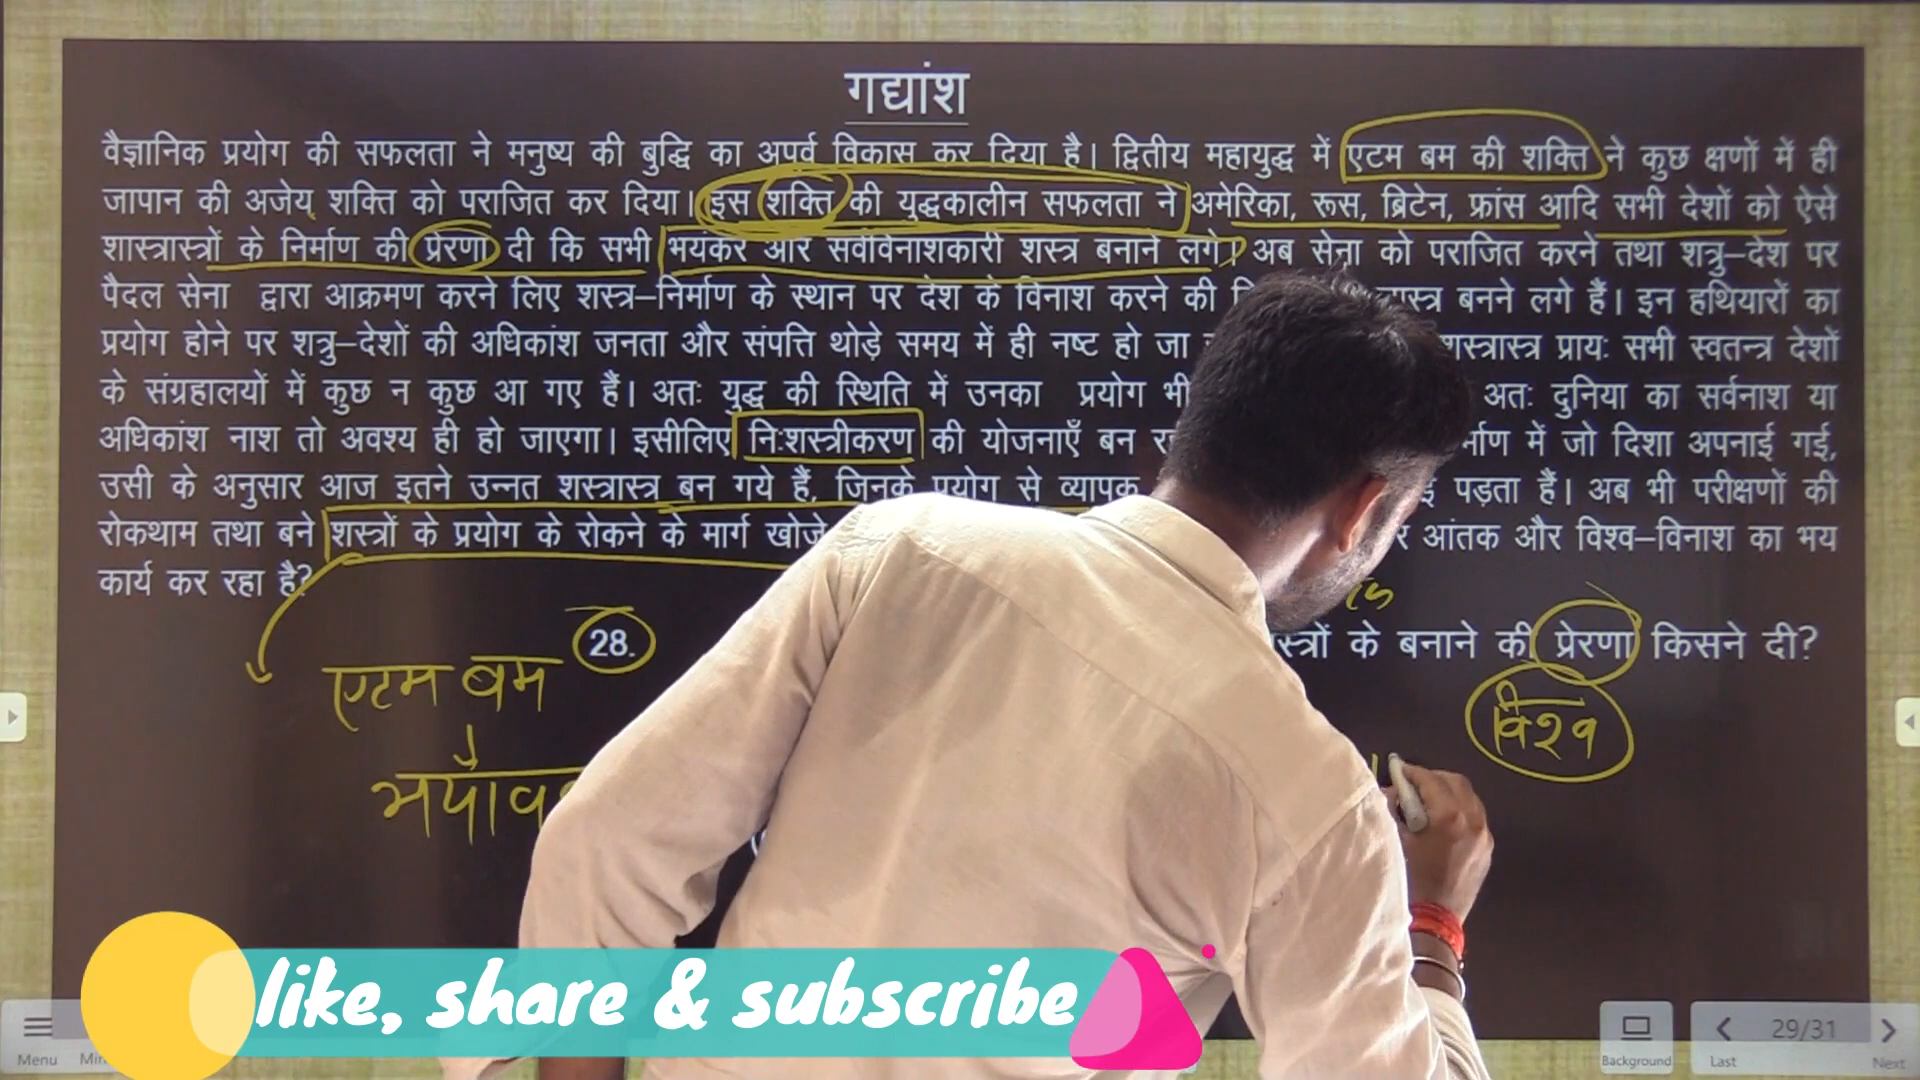 गद्यांश
वैज्ञानिक प्रयोग की सफलता ने मनुष्य की बुद्धि का अपर्व विकास कर दिया है। द्वितीय महायुद्ध में एटम बम की शक्ति ने कुछ क्षणों में ही
जापान की अजेय शक्ति को पराजित कर दिया। इस शक्ति की युद्धकालीन सफलता ने अमेरिका, रूस, ब्रिटेन, फ्रांस आदि सभी देशों को ऐसे
शास्त्रास्त्रों के निर्माण की प्रेरणा दी कि सभी भयंकर और सर्वविनाशकारी शस्त्र बनाने लगे। अब सेना को पराजित करने तथा शत्रु–देश पर
पैदल सेना द्वारा आक्रमण करने लिए शस्त्र–निर्माण के स्थान पर देश के विनाश करने की बनने लगे हैं। इन हथियारों का
प्रयोग होने पर शत्रु–देशों की अधिकांश जनता और संपत्ति थोड़े समय में ही नष्ट हो जा प्रायः सभी स्वतन्त्र देशों
के संग्रहालयों में कुछ न कुछ आ गए हैं। अतः युद्ध की स्थिति में उनका प्रयोग भी अतः दुनिया का सर्वनाश या
अधिकांश नाश तो अवश्य ही हो जाएगा। इसीलिए निःशस्त्रीकरण की योजनाएँ बन में जो दिशा अपनाई गई,
उसी के अनुसार आज इतने उन्नत शस्त्रास्त्र बन गये हैं, जिनके प्रयोग से व्यापक पड़ता हैं। अब भी परीक्षणों की
रोकथाम तथा बने शस्त्रों के प्रयोग के रोकने के मार्ग खोजे आंतक और विश्व–विनाश का भय
कार्य कर रहा है?
28. के बनाने की प्रेरणा किसने दी?
एटम बम
विश्व
like, share & subscribe
Menu
Background
Last
29/31
Next